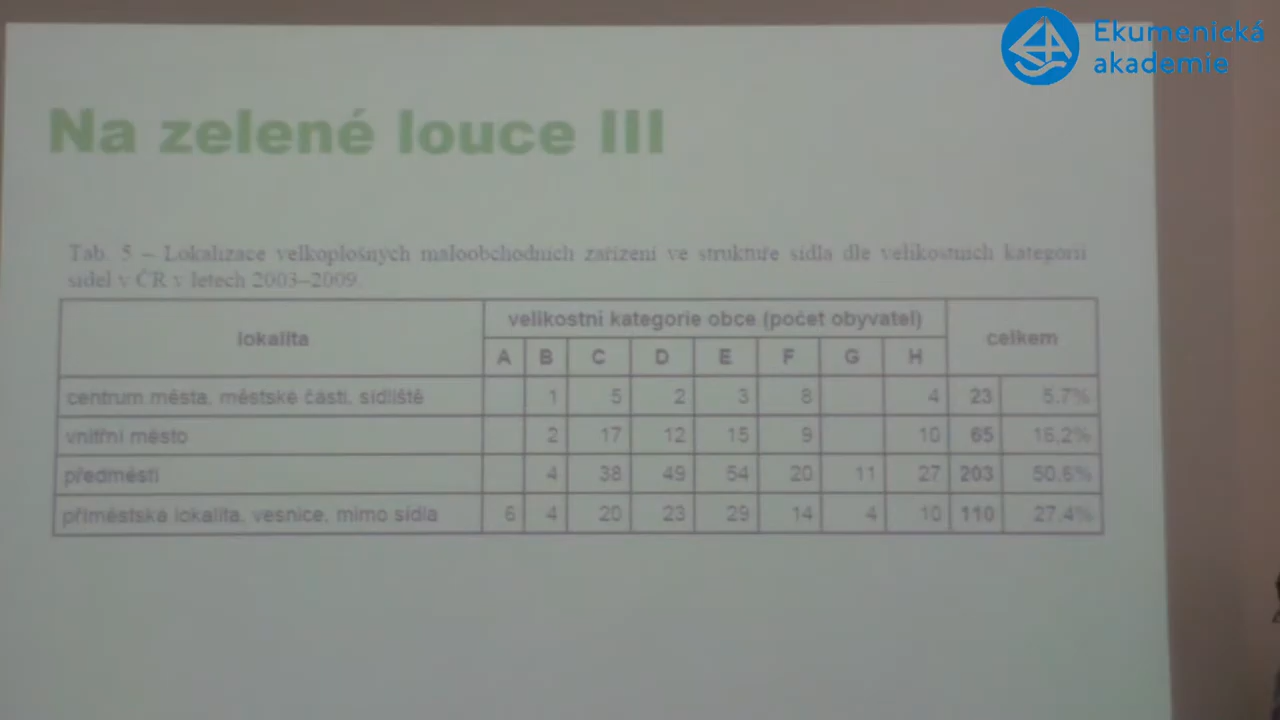 Ekumenická
akademie
Na zelené louce III
Tab. 5 – Lokalizace velkoplošných maloobchodních zařízení ve struktuře sídla dle velikostních kategorií
sídel v ČR v letech 2003–2009.
lokalita velikostní kategorie obce (počet obyvatel) celkem
A B C D E F G H
centrum města, městské části, sídliště 1 5 2 3 8 4 23 5,7%
vnitřní město 2 17 12 15 9 10 65 16,2%
předměstí 4 38 49 54 20 11 27 203 50,6%
příměstská lokalita, vesnice, mimo sídla 6 4 20 23 29 14 4 10 110 27,4%